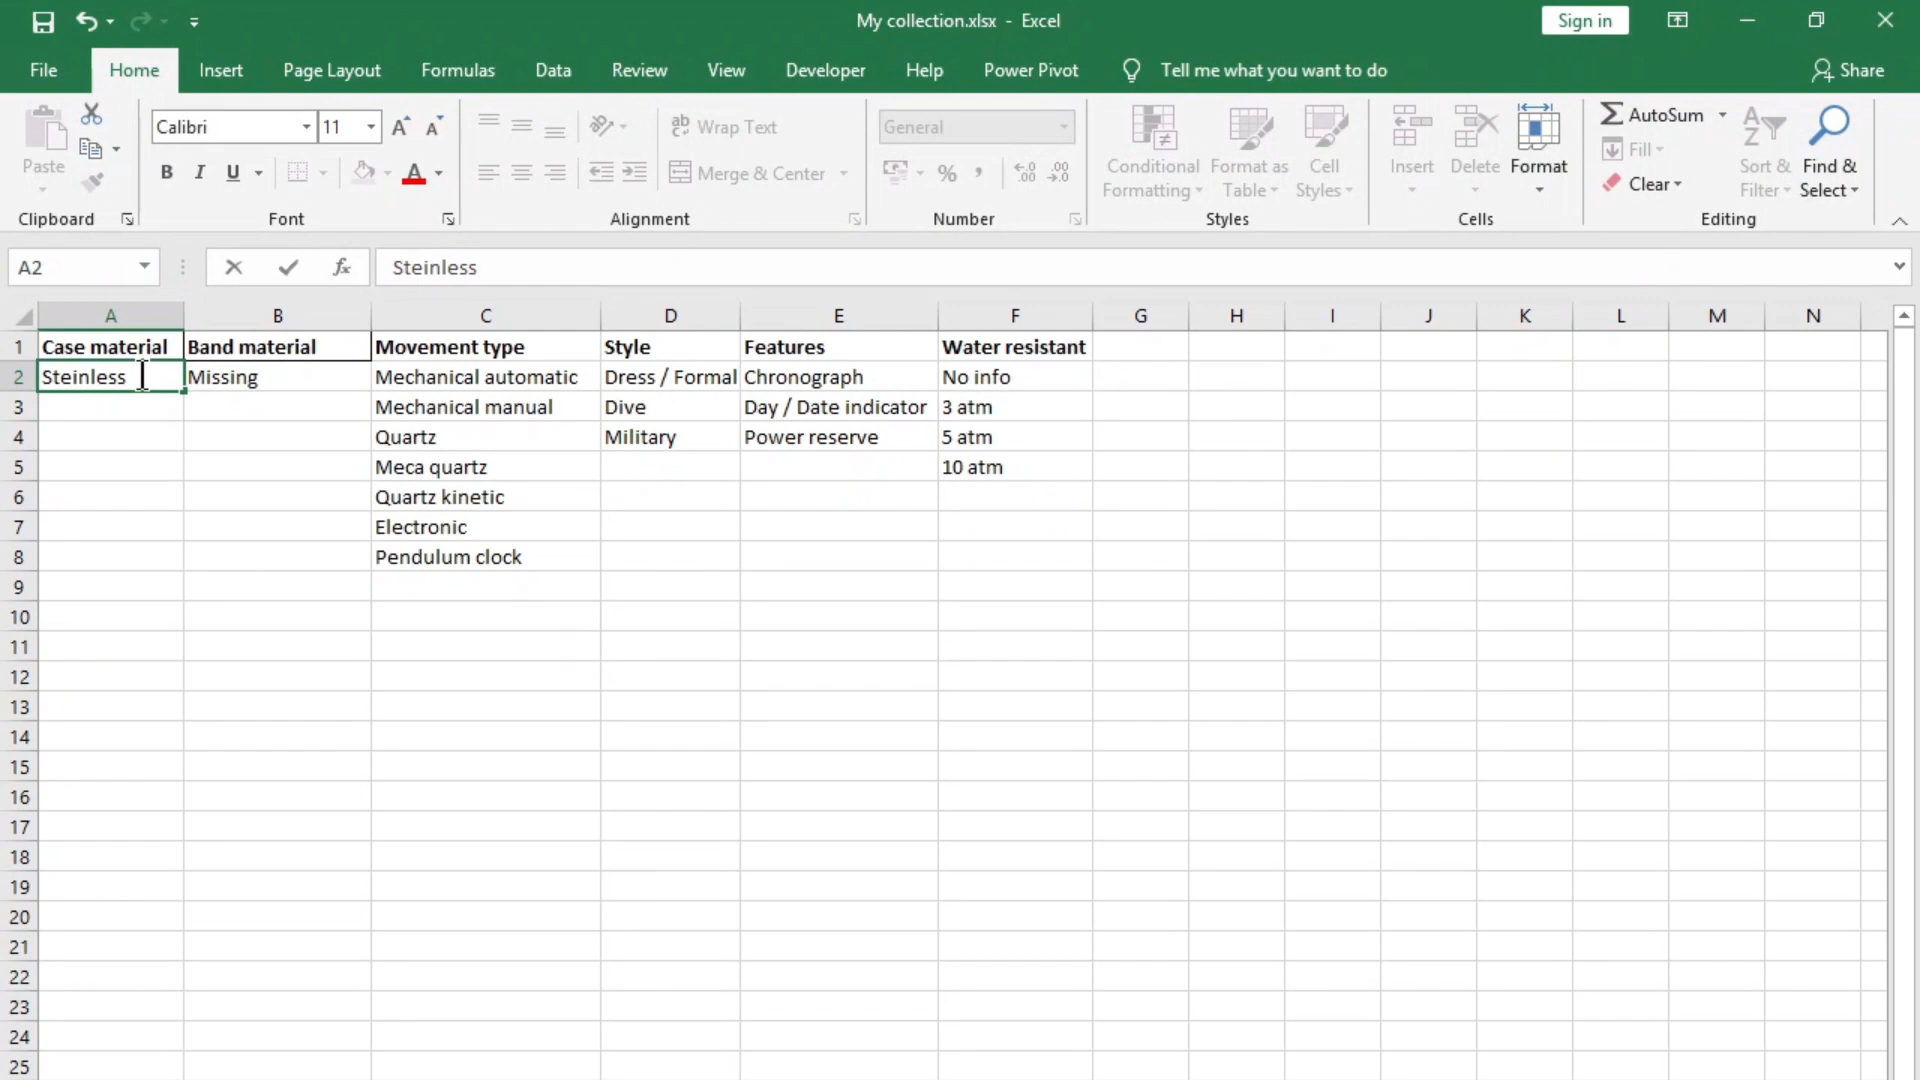 My collection.xlsx - Excel
Sign in
File Home Insert Page Layout Formulas Data Review View Developer Help Power Pivot Tell me what you want to do Share
Paste
Clipboard
Calibri 11
B I U A
Font
ab Wrap Text
Merge & Center
Alignment
General
% , .00
Number
Conditional Formatting
Format as Table
Cell Styles
Styles
Insert Delete Format
Cells
AutoSum
Fill
Clear
Sort & Filter
Find & Select
Editing
A2 fx Steinless
A B C D E F G H I J K L M N
1 Case material Band material Movement type Style Features Water resistant
2 Steinless Missing Mechanical automatic Dress / Formal Chronograph No info
3 Mechanical manual Dive Day / Date indicator 3 atm
4 Quartz Military Power reserve 5 atm
5 Meca quartz 10 atm
6 Quartz kinetic
7 Electronic
8 Pendulum clock
9
10
11
12
13
14
15
16
17
18
19
20
21
22
23
24
25